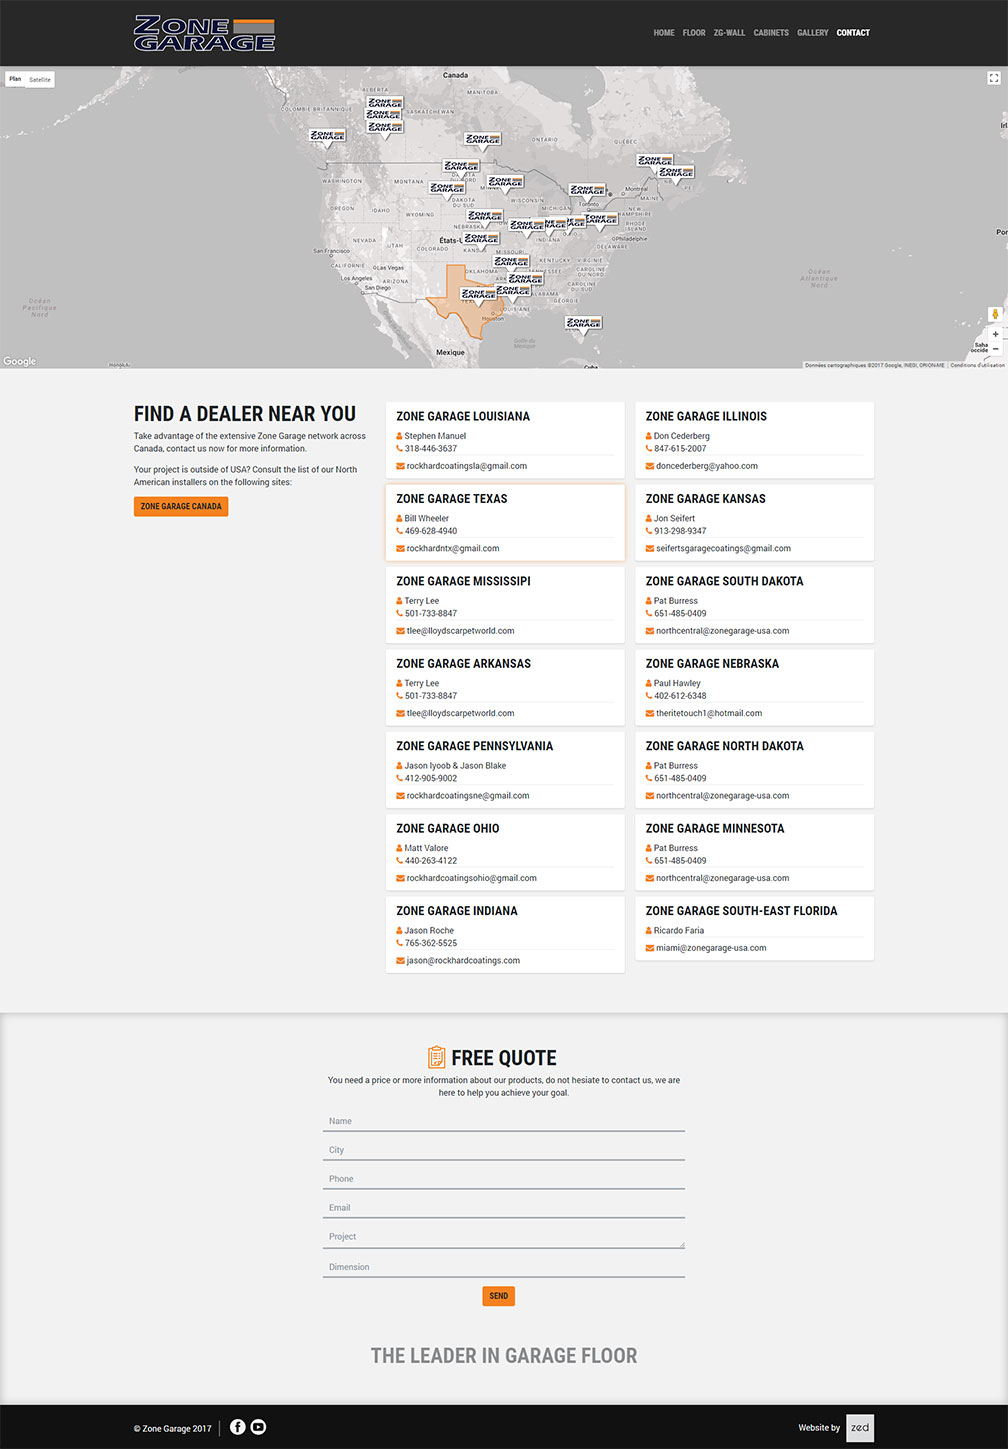 ZONE GARAGE
HOME FLOOR ZG-WALL CABINETS GALLERY CONTACT
Plan Satellite
Canada
ALBERTA
MANITOBA
COLOMBIE-BRITANNIQUE
SASKATCHEWAN
ONTARIO
QUÉBEC
ZONE GARAGE
ZONE GARAGE
ZONE GARAGE
ZONE GARAGE
ZONE GARAGE
ZONE GARAGE
ZONE GARAGE
WASHINGTON
MONTANA
Montréal
OREGON
IDAHO
WYOMING
DAKOTA DU SUD
WISCONSIN
MICHIGAN
Toronto
MAINE
NEW HAMPSHIRE
RHODE ISLAND
NEBRASKA
NEVADA
UTAH
COLORADO
KANSAS
INDIANA
Philadelphie
DELAWARE
San Francisco
CALIFORNIE
Las Vegas
MISSOURI
KENTUCKY
VIRGINIE
CAROLINE DU NORD
Los Angeles
San Diego
ARIZONA
OKLAHOMA
CAROLINE DU SUD
ALABAMA
GEORGIE
LOUISIANE
Houston
Océan Pacifique Nord
Océan Atlantique Nord
Golfe du Mexique
Mexique
Cuba
Honolulu
Google
Données cartographiques ©2017 Google, INEGI, ORION-ME Conditions d'utilisation
FIND A DEALER NEAR YOU
Take advantage of the extensive Zone Garage network across
Canada, contact us now for more information.
Your project is outside of USA? Consult the list of our North
American installers on the following sites:
ZONE GARAGE CANADA
ZONE GARAGE LOUISIANA
Stephen Manuel
318-446-3637
rockhardcoatingsla@gmail.com
ZONE GARAGE ILLINOIS
Don Cederberg
847-615-2007
doncederberg@yahoo.com
ZONE GARAGE TEXAS
Bill Wheeler
469-628-4940
rockhardntx@gmail.com
ZONE GARAGE KANSAS
Jon Seifert
913-298-9347
seifertsgaragecoatings@gmail.com
ZONE GARAGE MISSISSIPI
Terry Lee
501-733-8847
tlee@lloydscarpetworld.com
ZONE GARAGE SOUTH DAKOTA
Pat Burress
651-485-0409
northcentral@zonegarage-usa.com
ZONE GARAGE ARKANSAS
Terry Lee
501-733-8847
tlee@lloydscarpetworld.com
ZONE GARAGE NEBRASKA
Paul Hawley
402-612-6348
theritetouch1@hotmail.com
ZONE GARAGE PENNSYLVANIA
Jason Iyoob & Jason Blake
412-905-9002
rockhardcoatingsne@gmail.com
ZONE GARAGE NORTH DAKOTA
Pat Burress
651-485-0409
northcentral@zonegarage-usa.com
ZONE GARAGE OHIO
Matt Valore
440-263-4122
rockhardcoatingsohio@gmail.com
ZONE GARAGE MINNESOTA
Pat Burress
651-485-0409
northcentral@zonegarage-usa.com
ZONE GARAGE INDIANA
Jason Roche
765-362-5525
jason@rockhardcoatings.com
ZONE GARAGE SOUTH-EAST FLORIDA
Ricardo Faria
miami@zonegarage-usa.com
FREE QUOTE
You need a price or more information about our products, do not hesiate to contact us, we are
here to help you achieve your goal.
Name
City
Phone
Email
Project
Dimension
SEND
THE LEADER IN GARAGE FLOOR
© Zone Garage 2017
Website by zed